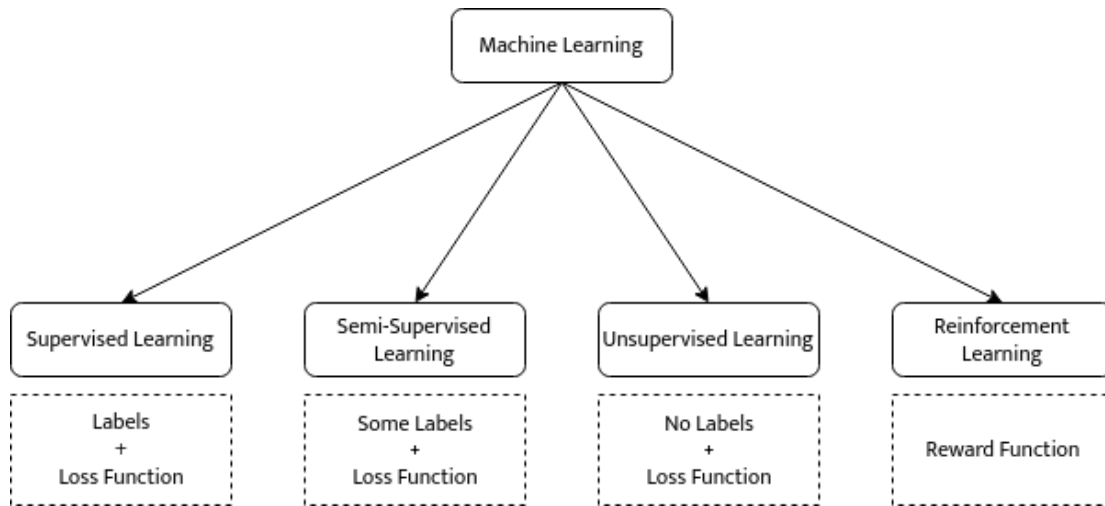 Machine Learning
Supervised Learning
Semi-Supervised
Learning
Unsupervised Learning
Reinforcement
Learning
Labels
+
Loss Function
Some Labels
+
Loss Function
No Labels
+
Loss Function
Reward Function